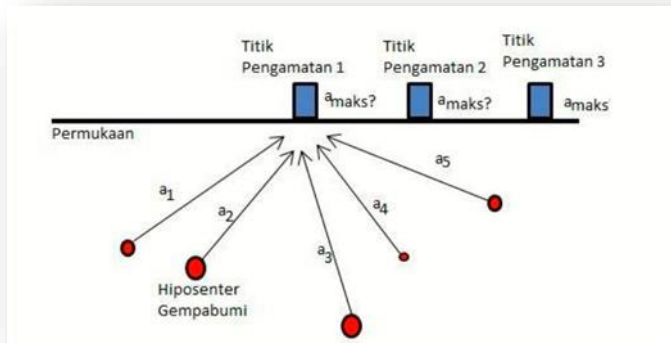 Titik
Pengamatan 1
Titik
Pengamatan 2
Titik
Pengamatan 3
amaks?
amaks?
amaks
Permukaan
a1
a2
a3
a4
a5
Hiposenter
Gempabumi